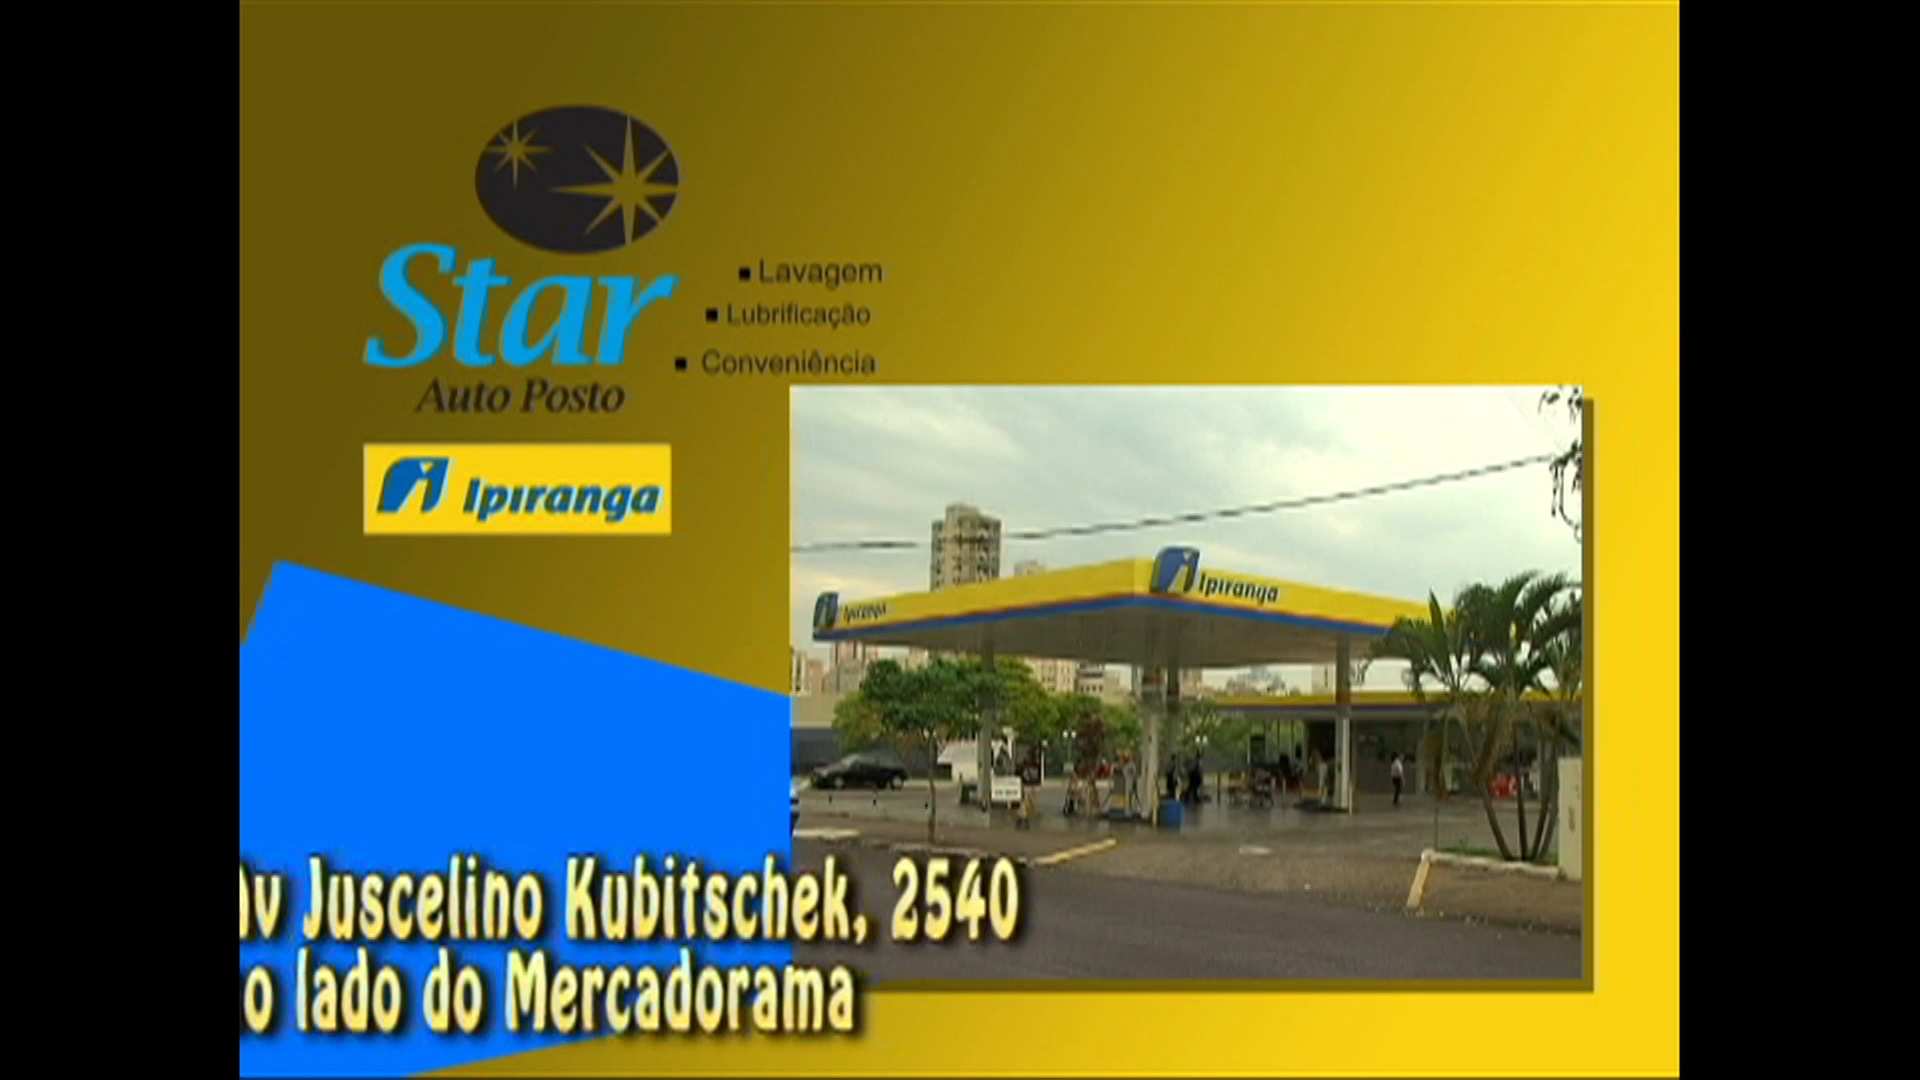 Star
Auto Posto
▪ Lavagem
▪ Lubrificação
▪ Conveniência
Ipiranga
Ipiranga
Ipiranga
Av Juscelino Kubitschek, 2540
o lado do Mercadorama